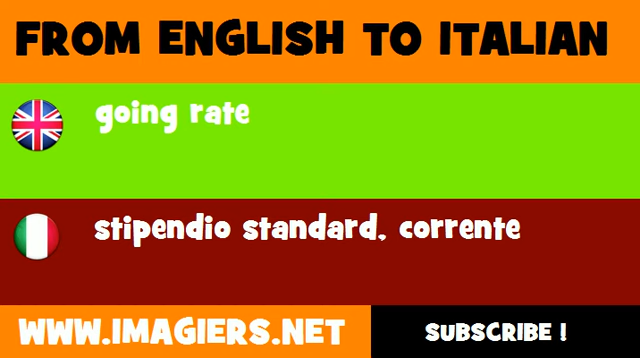 FROM ENGLISH TO ITALIAN
going rate
stipendio standard, corrente
WWW.IMAGIERS.NET
SUBSCRIBE !